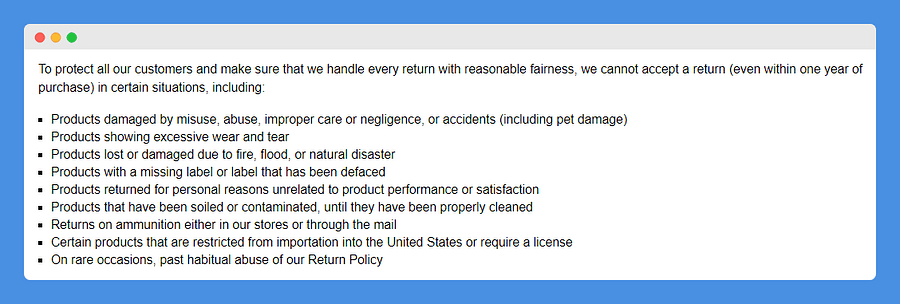 To protect all our customers and make sure that we handle every return with reasonable fairness, we cannot accept a return (even within one year of
purchase) in certain situations, including:
▪ Products damaged by misuse, abuse, improper care or negligence, or accidents (including pet damage)
▪ Products showing excessive wear and tear
▪ Products lost or damaged due to fire, flood, or natural disaster
▪ Products with a missing label or label that has been defaced
▪ Products returned for personal reasons unrelated to product performance or satisfaction
▪ Products that have been soiled or contaminated, until they have been properly cleaned
▪ Returns on ammunition either in our stores or through the mail
▪ Certain products that are restricted from importation into the United States or require a license
▪ On rare occasions, past habitual abuse of our Return Policy